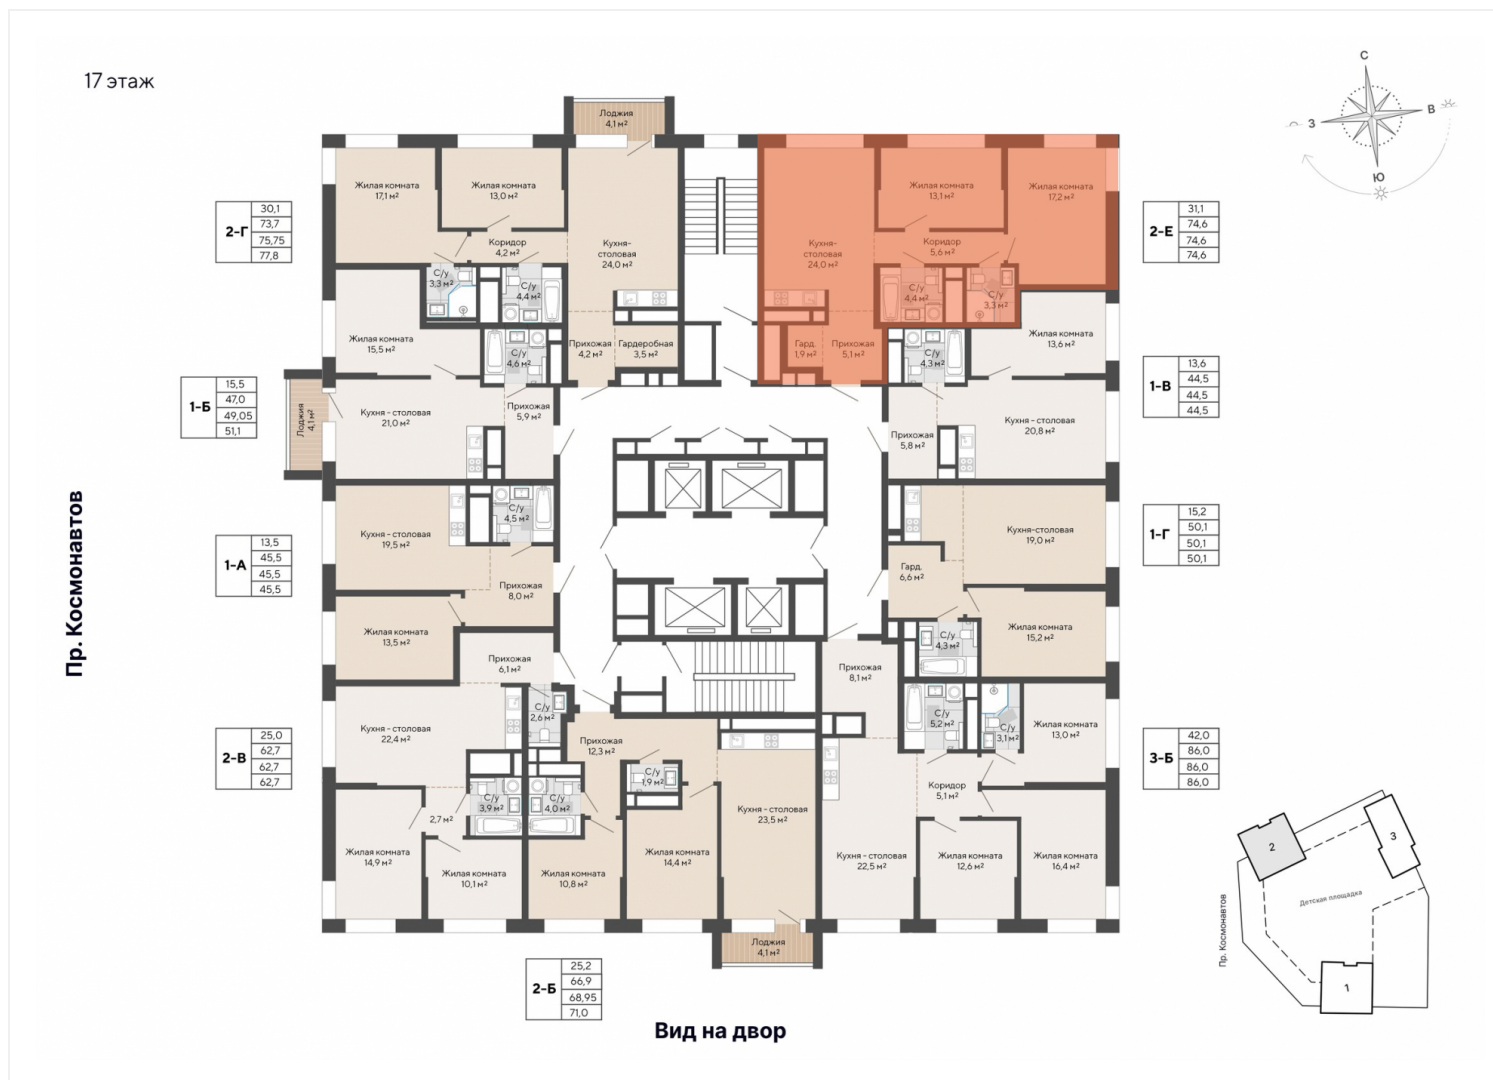 17 этаж
С
В
З
Ю
Лоджия
4,1 м²
Жилая комната
17,1 м²
Жилая комната
13,0 м²
Коридор
4,2 м²
Кухня-
столовая
24,0 м²
С/у
3,3 м²
С/у
4,4 м²
Прихожая
4,2 м²
Гардеробная
3,5 м²
2-Г
30,1
73,7
75,75
77,8
Кухня-
столовая
24,0 м²
Жилая комната
13,1 м²
Жилая комната
17,2 м²
Коридор
5,6 м²
С/у
4,4 м²
С/у
3,3 м²
Гард.
1,9 м²
Прихожая
5,1 м²
2-Е
31,1
74,6
74,6
74,6
Жилая комната
15,5 м²
С/у
4,6 м²
Лоджия
4,1 м²
Кухня - столовая
21,0 м²
Прихожая
5,9 м²
1-Б
15,5
47,0
49,05
51,1
Жилая комната
13,6 м²
С/у
4,3 м²
Прихожая
5,8 м²
Кухня - столовая
20,8 м²
1-В
13,6
44,5
44,5
44,5
Кухня - столовая
19,5 м²
С/у
4,5 м²
Прихожая
8,0 м²
Жилая комната
13,5 м²
1-А
13,5
45,5
45,5
45,5
Кухня-столовая
19,0 м²
Гард.
6,6 м²
Жилая комната
15,2 м²
С/у
4,3 м²
1-Г
15,2
50,1
50,1
50,1
Пр. Космонавтов
Прихожая
6,1 м²
Кухня - столовая
22,4 м²
С/у
2,6 м²
С/у
3,9 м²
2,7 м²
Жилая комната
14,9 м²
Жилая комната
10,1 м²
2-В
25,0
62,7
62,7
62,7
Прихожая
12,3 м²
С/у
1,9 м²
С/у
4,0 м²
Кухня - столовая
23,5 м²
Жилая комната
14,4 м²
Жилая комната
10,8 м²
Лоджия
4,1 м²
2-Б
25,2
66,9
68,95
71,0
Прихожая
8,1 м²
С/у
5,2 м²
С/у
3,1 м²
Жилая комната
13,0 м²
Коридор
5,1 м²
Кухня - столовая
22,5 м²
Жилая комната
12,6 м²
Жилая комната
16,4 м²
3-Б
42,0
86,0
86,0
86,0
Вид на двор
2
3
Детская площадка
Пр. Космонавтов
1